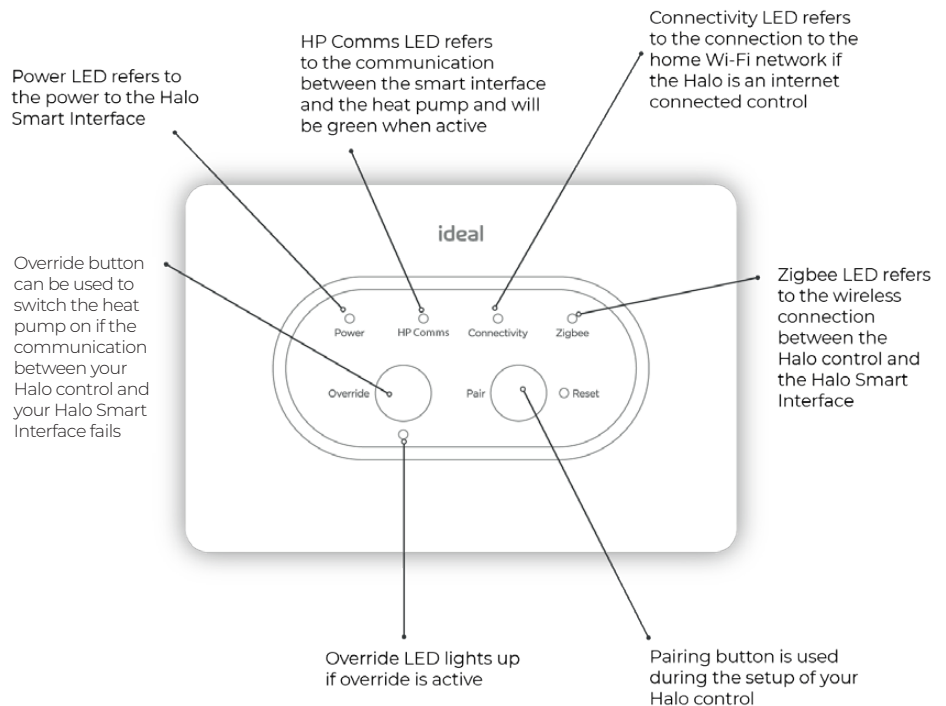 Connectivity LED refers
to the connection to the
home Wi-Fi network if
the Halo is an internet
connected control
HP Comms LED refers
to the communication
between the smart interface
and the heat pump and will
be green when active
Power LED refers to
the power to the Halo
Smart Interface
ideal
Override button
can be used to
switch the heat
pump on if the
communication
between your
Halo control and
your Halo Smart
Interface fails
Zigbee LED refers
to the wireless
connection
between the
Halo control and
the Halo Smart
Interface
Power HP Comms Connectivity Zigbee
Override Pair Reset
Override LED lights up
if override is active
Pairing button is used
during the setup of your
Halo control